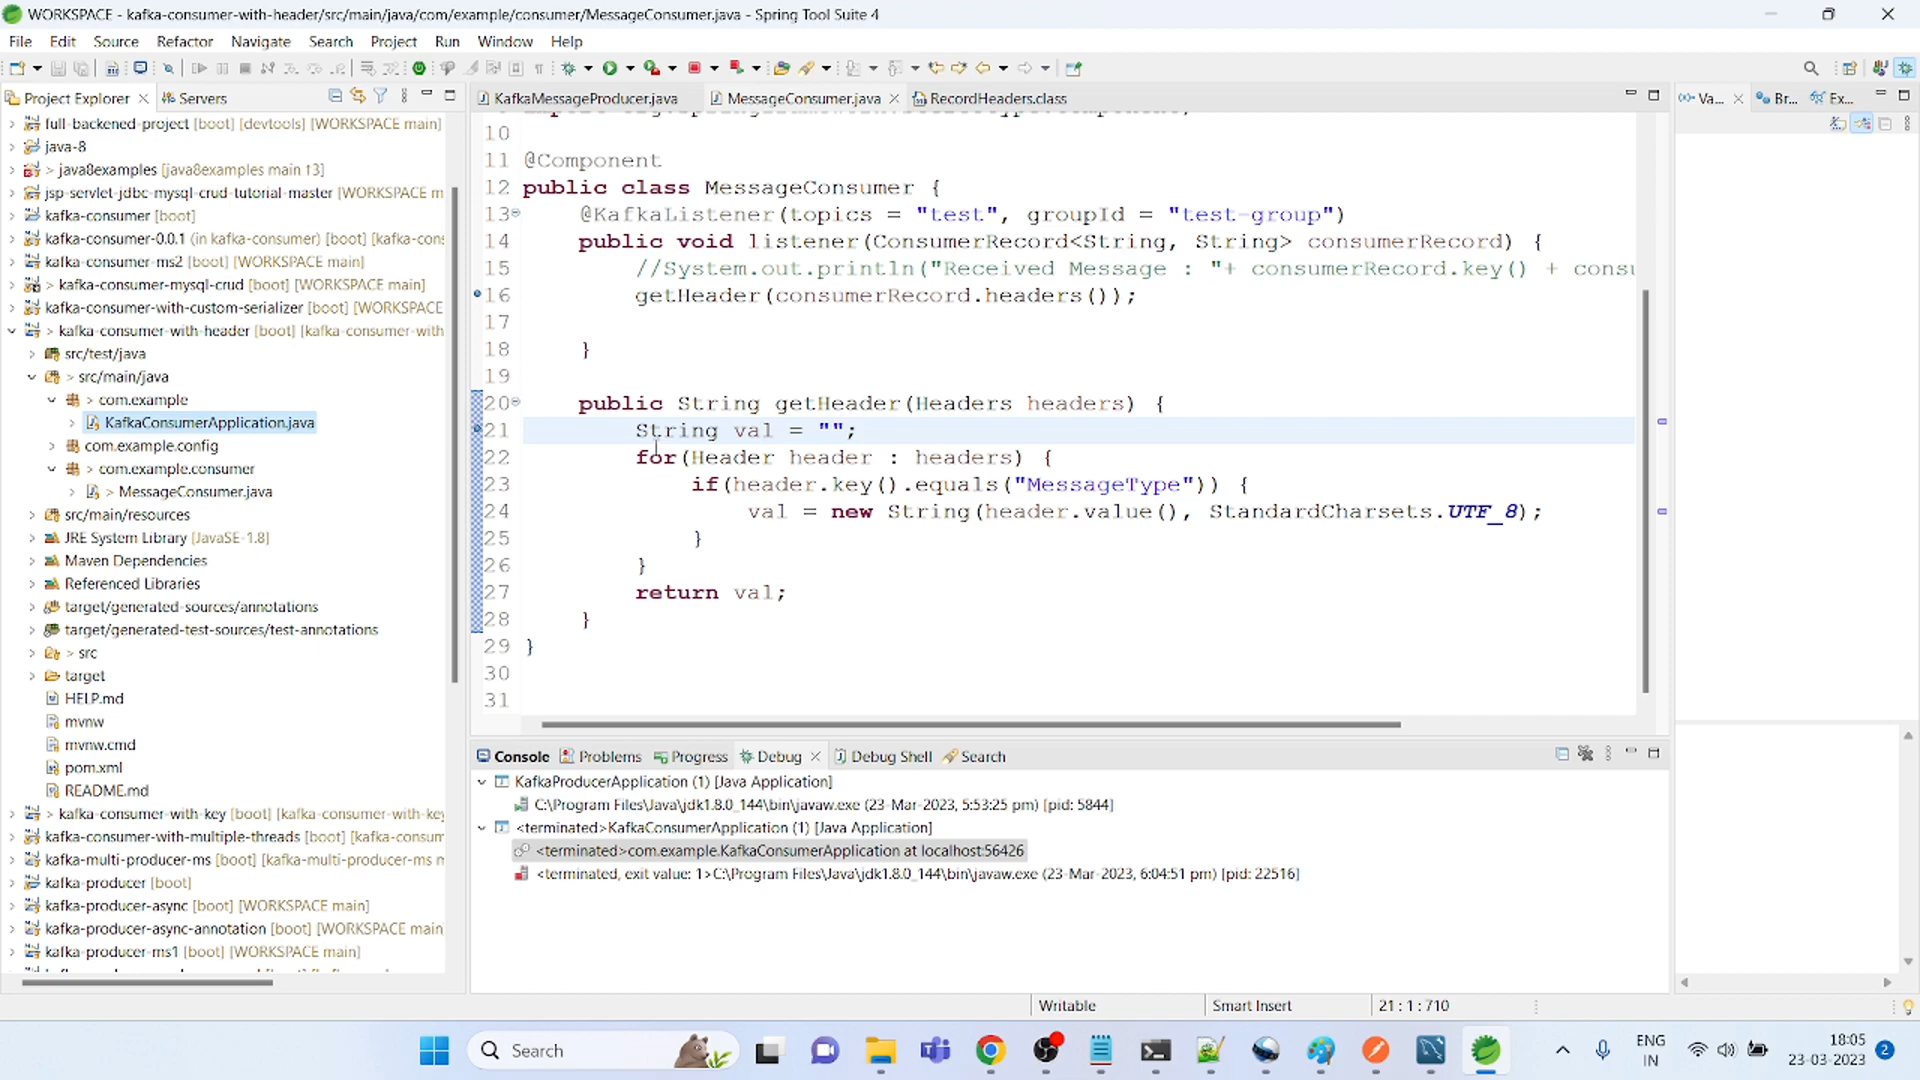 WORKSPACE - kafka-consumer-with-header/src/main/java/com/example/consumer/MessageConsumer.java - Spring Tool Suite 4
File Edit Source Refactor Navigate Search Project Run Window Help
Project Explorer Servers
KafkaMessageProducer.java MessageConsumer.java RecordHeaders.class
Va... Br... Ex...
> full-backened-project [boot] [devtools] [WORKSPACE main]
> java-8
> > java8examples [java8examples main 13]
> jsp-servlet-jdbc-mysql-crud-tutorial-master [WORKSPACE m
> kafka-consumer [boot]
> kafka-consumer-0.0.1 (in kafka-consumer) [boot] [kafka-cons
> kafka-consumer-ms2 [boot] [WORKSPACE main]
> > kafka-consumer-mysql-crud [boot] [WORKSPACE main]
> kafka-consumer-with-custom-serializer [boot] [WORKSPACE
> kafka-consumer-with-header [boot] [kafka-consumer-with
> src/test/java
> src/main/java
> com.example
> KafkaConsumerApplication.java
> com.example.config
> com.example.consumer
> > MessageConsumer.java
> src/main/resources
> JRE System Library [JavaSE-1.8]
> Maven Dependencies
> Referenced Libraries
> target/generated-sources/annotations
> target/generated-test-sources/test-annotations
> > src
> target
HELP.md
mvnw
mvnw.cmd
pom.xml
README.md
> > kafka-consumer-with-key [boot] [kafka-consumer-with-key
> kafka-consumer-with-multiple-threads [boot] [kafka-consum
> kafka-multi-producer-ms [boot] [kafka-multi-producer-ms m
> kafka-producer [boot]
> kafka-producer-async [boot] [WORKSPACE main]
> kafka-producer-async-annotation [boot] [WORKSPACE main
> kafka-producer-ms1 [boot] [WORKSPACE main]
10
11 @Component
12 public class MessageConsumer {
13 @KafkaListener(topics = "test", groupId = "test-group")
14 public void listener(ConsumerRecord<String, String> consumerRecord) {
15 //System.out.println("Received Message : "+ consumerRecord.key() + consu
16 getHeader(consumerRecord.headers());
17
18 }
19
20 public String getHeader(Headers headers) {
21 String val = "";
22 for(Header header : headers) {
23 if(header.key().equals("MessageType")) {
24 val = new String(header.value(), StandardCharsets.UTF_8);
25 }
26 }
27 return val;
28 }
29 }
30
31
Console Problems Progress Debug Debug Shell Search
KafkaProducerApplication (1) [Java Application]
C:\Program Files\Java\jdk1.8.0_144\bin\javaw.exe (23-Mar-2023, 5:53:25 pm) [pid: 5844]
<terminated>KafkaConsumerApplication (1) [Java Application]
<terminated>com.example.KafkaConsumerApplication at localhost:56426
<terminated, exit value: 1>C:\Program Files\Java\jdk1.8.0_144\bin\javaw.exe (23-Mar-2023, 6:04:51 pm) [pid: 22516]
Writable Smart Insert 21 : 1 : 710
Search
ENG
IN
18:05
23-03-2023
2